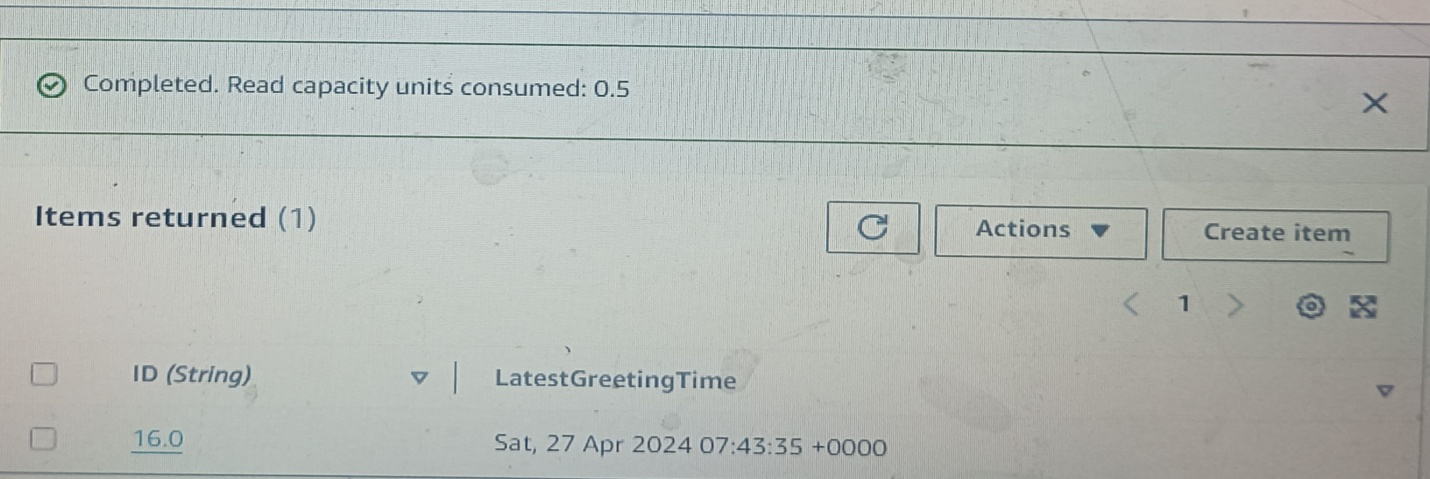 Completed. Read capacity units consumed: 0.5
Items returned (1)
Actions
Create item
1
ID (String)
LatestGreetingTime
16.0
Sat, 27 Apr 2024 07:43:35 +0000